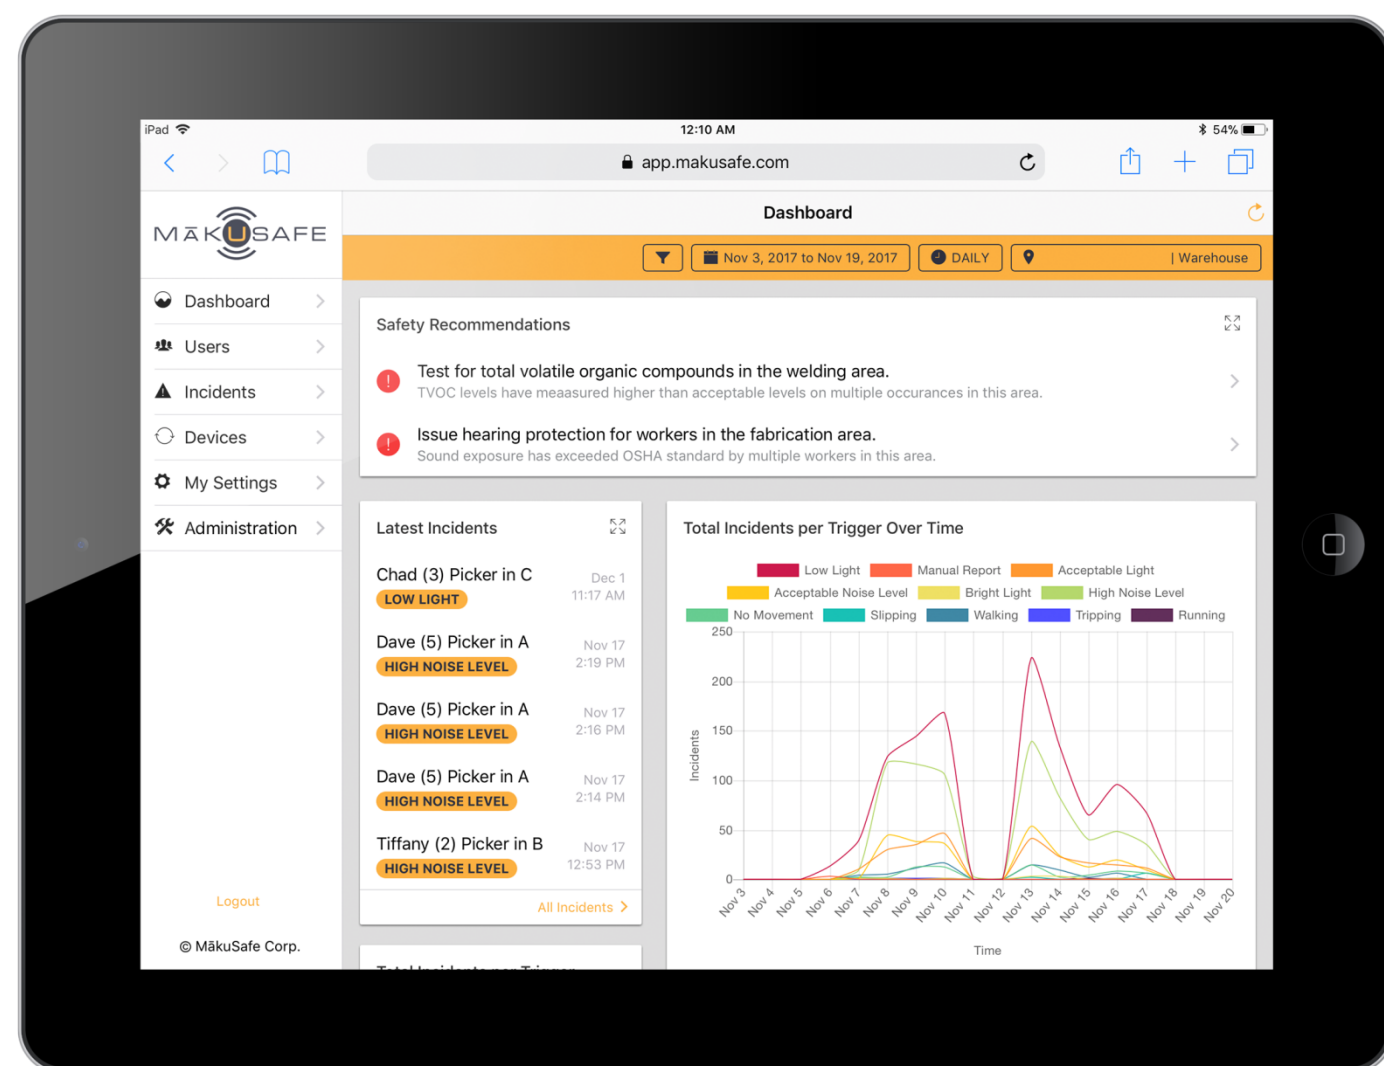 iPad
12:10 AM
54%
app.makusafe.com
MāKUSAFE
Dashboard
Nov 3, 2017 to Nov 19, 2017
DAILY
| Warehouse
Dashboard
Users
Incidents
Devices
My Settings
Administration
Logout
© MākuSafe Corp.
Safety Recommendations
Test for total volatile organic compounds in the welding area.
TVOC levels have meaasured higher than acceptable levels on multiple occurances in this area.
Issue hearing protection for workers in the fabrication area.
Sound exposure has exceeded OSHA standard by multiple workers in this area.
Latest Incidents
Chad (3) Picker in C
Dec 1
LOW LIGHT
11:17 AM
Dave (5) Picker in A
Nov 17
HIGH NOISE LEVEL
2:19 PM
Dave (5) Picker in A
Nov 17
HIGH NOISE LEVEL
2:16 PM
Dave (5) Picker in A
Nov 17
HIGH NOISE LEVEL
2:14 PM
Tiffany (2) Picker in B
Nov 17
HIGH NOISE LEVEL
12:53 PM
All Incidents
Total Incidents per Trigger
Total Incidents per Trigger Over Time
Low Light Manual Report Acceptable Light
Acceptable Noise Level Bright Light High Noise Level
No Movement Slipping Walking Tripping Running
250
200
150
100
50
0
Incidents
Nov 3
Nov 4
Nov 5
Nov 6
Nov 7
Nov 8
Nov 9
Nov 10
Nov 11
Nov 12
Nov 13
Nov 14
Nov 15
Nov 16
Nov 17
Nov 18
Nov 19
Nov 20
Time